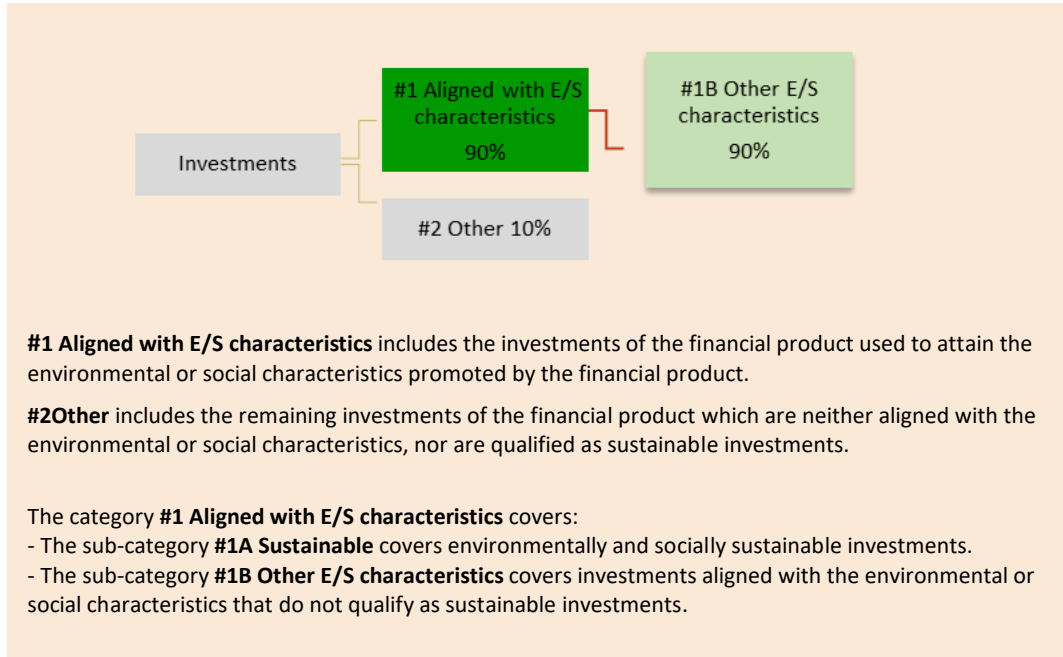 #1 Aligned with E/S
characteristics
90%
#1B Other E/S
characteristics
90%
Investments
#2 Other 10%
#1 Aligned with E/S characteristics includes the investments of the financial product used to attain the
environmental or social characteristics promoted by the financial product.
#2Other includes the remaining investments of the financial product which are neither aligned with the
environmental or social characteristics, nor are qualified as sustainable investments.
The category #1 Aligned with E/S characteristics covers:
- The sub-category #1A Sustainable covers environmentally and socially sustainable investments.
- The sub-category #1B Other E/S characteristics covers investments aligned with the environmental or
social characteristics that do not qualify as sustainable investments.